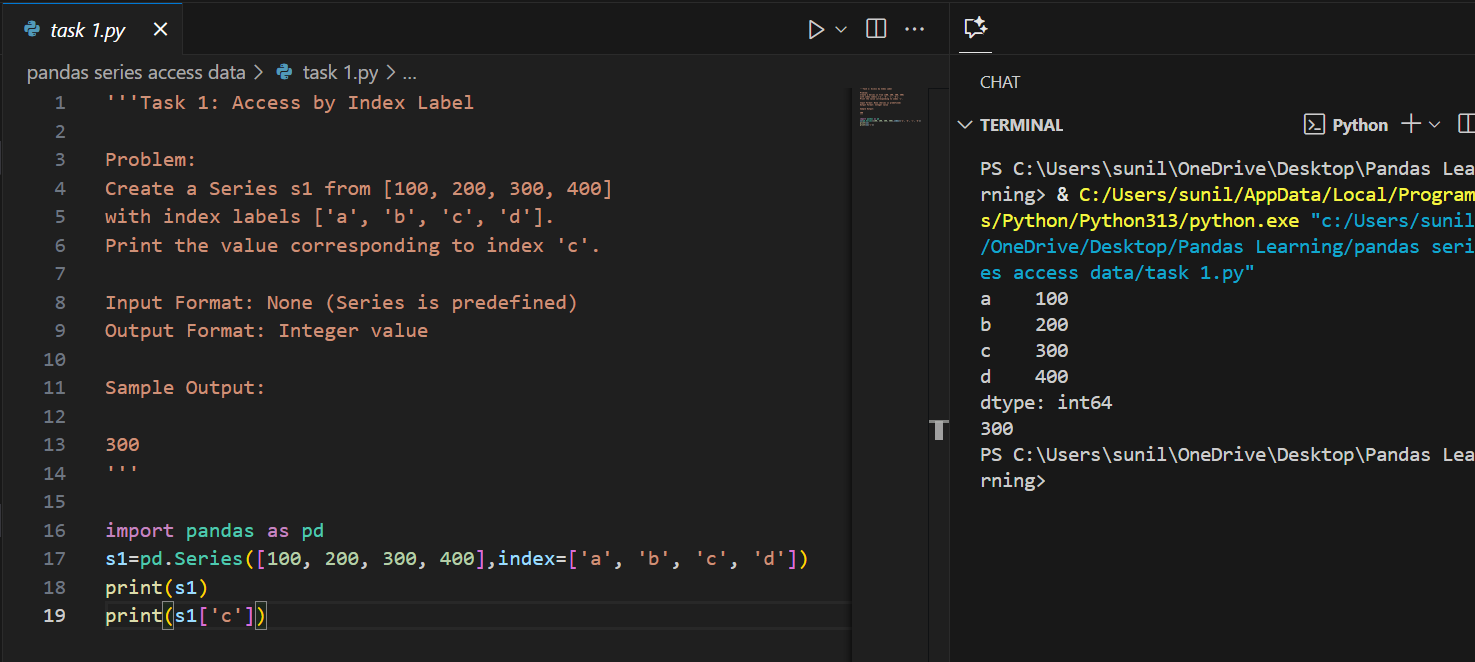 task 1.py
pandas series access data > task 1.py > ...
1 '''Task 1: Access by Index Label
2
3 Problem:
4 Create a Series s1 from [100, 200, 300, 400]
5 with index labels ['a', 'b', 'c', 'd'].
6 Print the value corresponding to index 'c'.
7
8 Input Format: None (Series is predefined)
9 Output Format: Integer value
10
11 Sample Output:
12
13 300
14 '''
15
16 import pandas as pd
17 s1=pd.Series([100, 200, 300, 400],index=['a', 'b', 'c', 'd'])
18 print(s1)
19 print(s1['c'])
CHAT
TERMINAL
Python
PS C:\Users\sunil\OneDrive\Desktop\Pandas Lea
rning> & C:/Users/sunil/AppData/Local/Program
s/Python/Python313/python.exe "c:/Users/sunil
/OneDrive/Desktop/Pandas Learning/pandas seri
es access data/task 1.py"
a    100
b    200
c    300
d    400
dtype: int64
300
PS C:\Users\sunil\OneDrive\Desktop\Pandas Lea
rning>